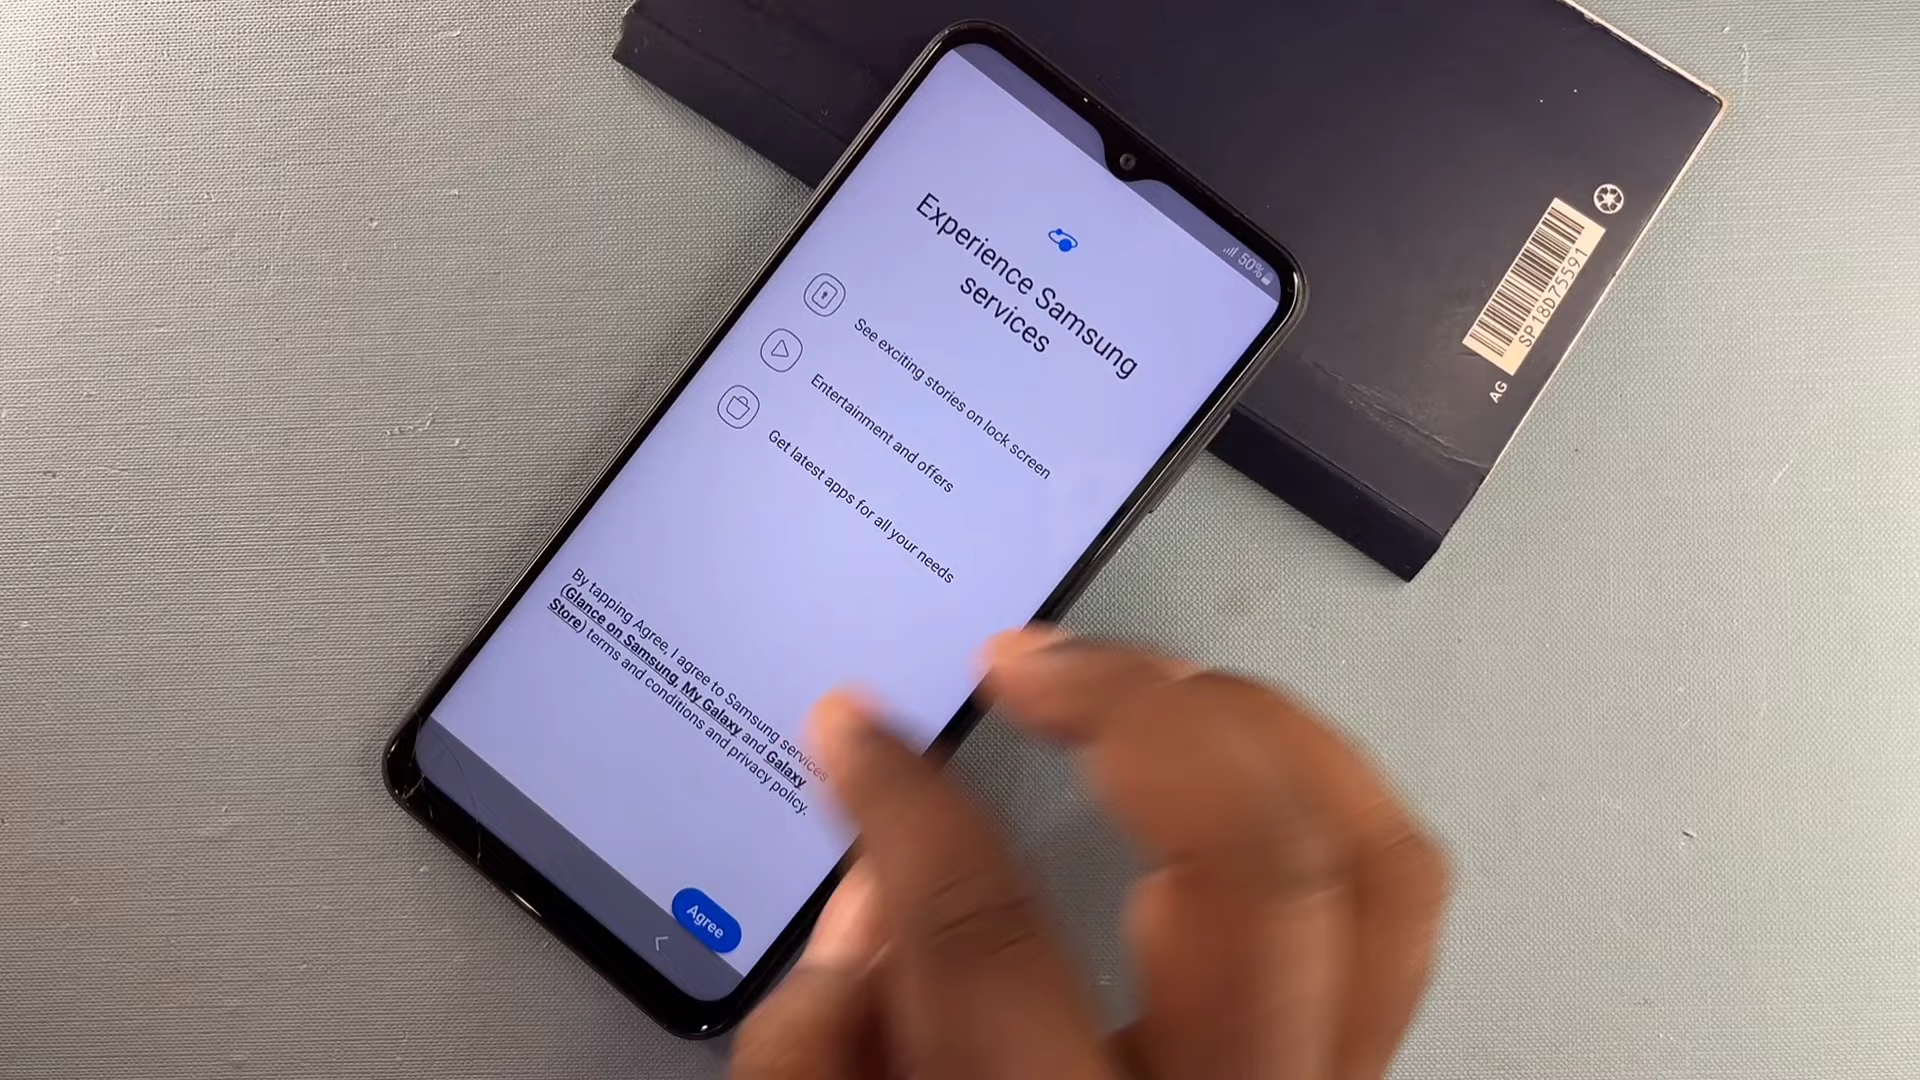 50%
Experience Samsung
services
See exciting stories on lock screen
Entertainment and offers
Get latest apps for all your needs
By tapping Agree, I agree to Samsung services
(Glance on Samsung, My Galaxy and Galaxy
Store) terms and conditions and privacy policy.
Agree
SP18D75591
AG